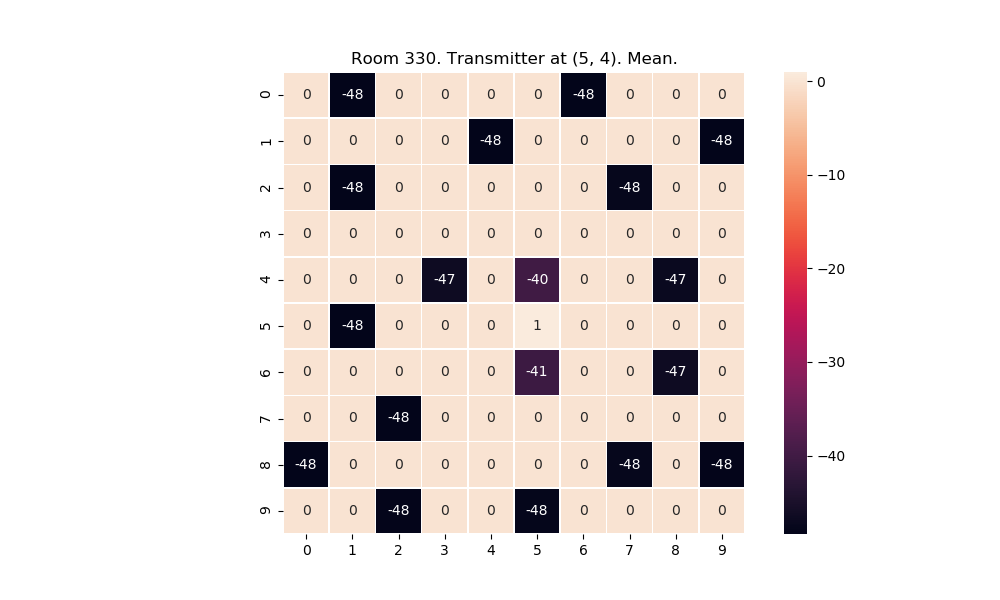 Room 330. Transmitter at (5, 4). Mean.
0 0 -48 0 0 0 0 -48 0 0 0
1 0 0 0 0 -48 0 0 0 0 -48
2 0 -48 0 0 0 0 0 -48 0 0
3 0 0 0 0 0 0 0 0 0 0
4 0 0 0 -47 0 -40 0 0 -47 0
5 0 -48 0 0 0 1 0 0 0 0
6 0 0 0 0 0 -41 0 0 -47 0
7 0 0 -48 0 0 0 0 0 0 0
8 -48 0 0 0 0 0 0 -48 0 -48
9 0 0 -48 0 0 -48 0 0 0 0
0 1 2 3 4 5 6 7 8 9
0
−10
−20
−30
−40